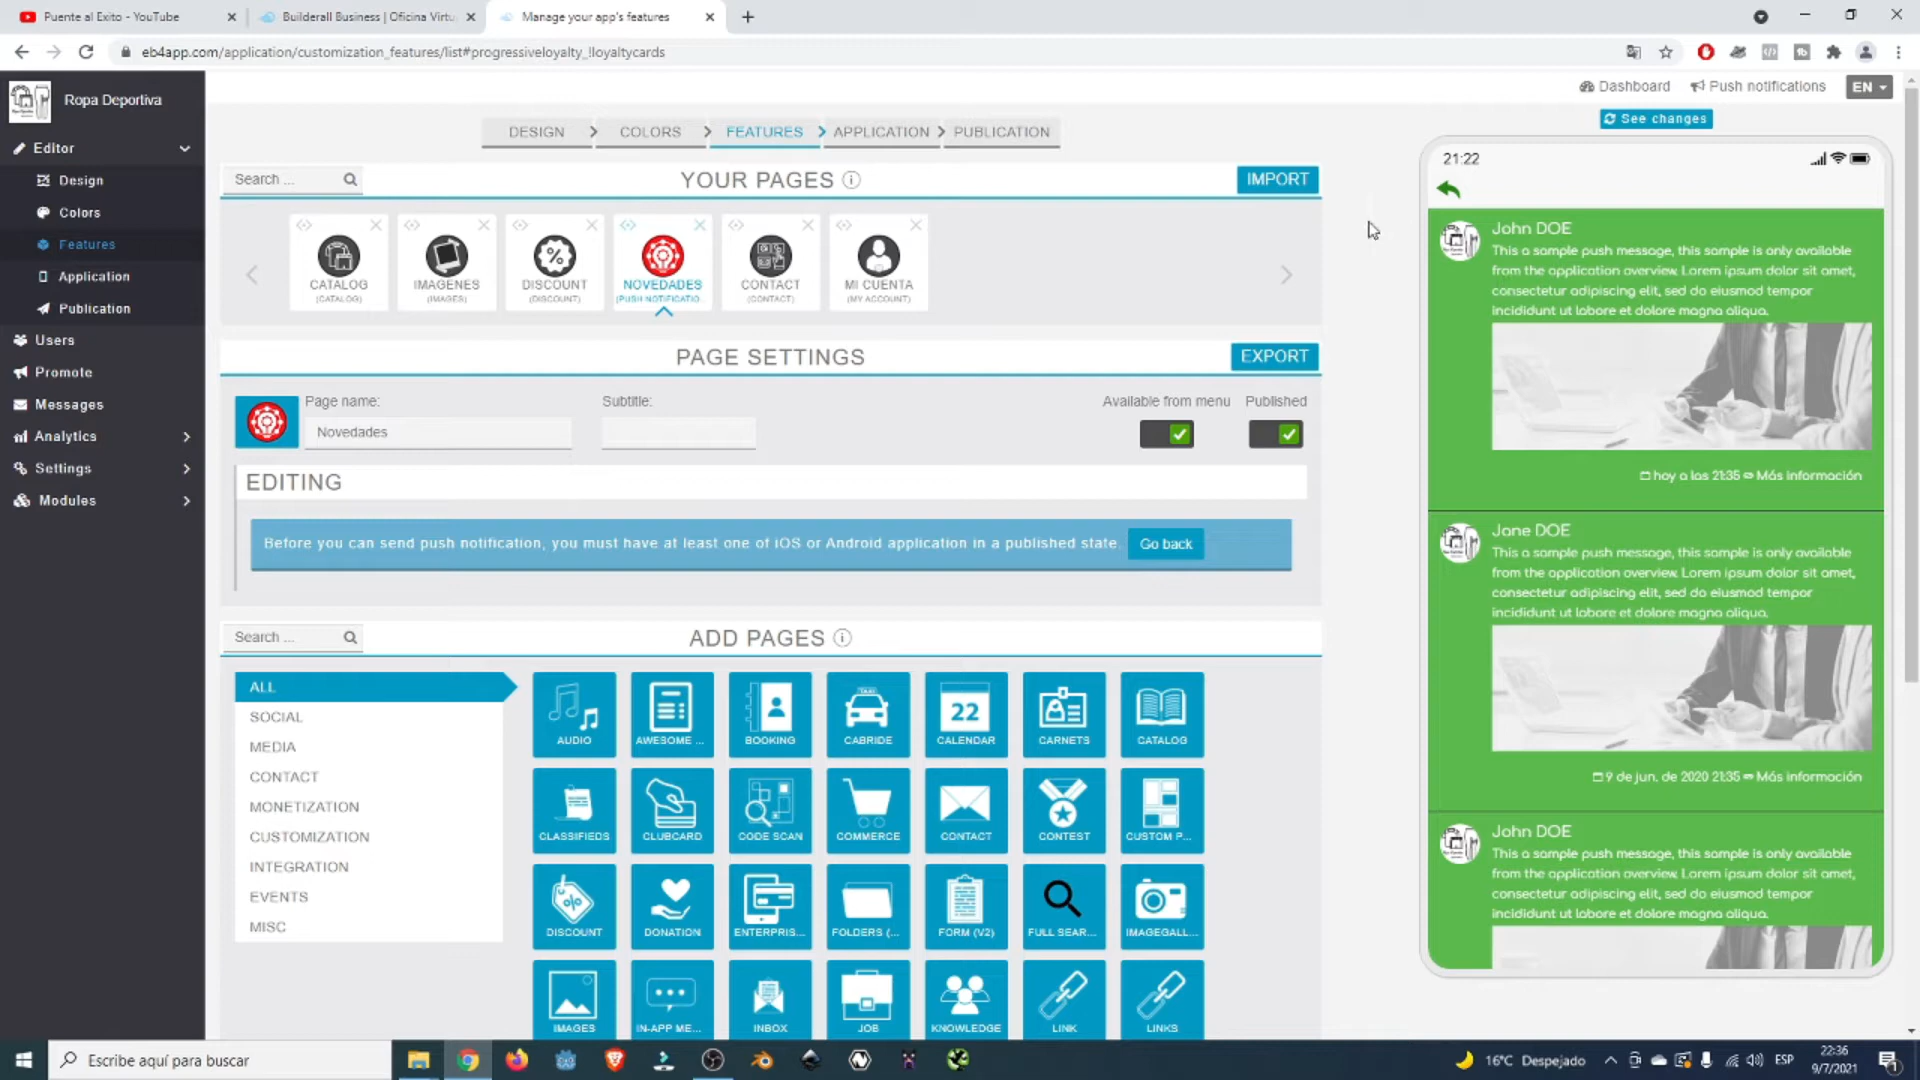 Puente al Exito - YouTube
Builderall Business | Oficina Virtu
Manage your app's features
eb4app.com/application/customization_features/list#progressiveloyalty_!loyaltycards
Ropa Deportiva
Editor
Design
Colors
Features
Application
Publication
Users
Promote
Messages
Analytics
Settings
Modules
Dashboard
Push notifications
EN
See changes
DESIGN
COLORS
FEATURES
APPLICATION
PUBLICATION
Search ...
YOUR PAGES
IMPORT
CATALOG
(CATALOG)
IMAGENES
(IMAGES)
DISCOUNT
(DISCOUNT)
NOVEDADES
(PUSH NOTIFICATIO...
CONTACT
(CONTACT)
MI CUENTA
(MY ACCOUNT)
PAGE SETTINGS
EXPORT
Page name:
Novedades
Subtitle:
Available from menu
Published
EDITING
Before you can send push notification, you must have at least one of iOS or Android application in a published state.
Go back
Search ...
ADD PAGES
ALL
SOCIAL
MEDIA
CONTACT
MONETIZATION
CUSTOMIZATION
INTEGRATION
EVENTS
MISC
AUDIO
AWESOME ...
BOOKING
TAXI
CABRIDE
22
CALENDAR
CARNETS
CATALOG
CLASSIFIEDS
CLUBCARD
CODE SCAN
COMMERCE
CONTACT
CONTEST
CUSTOM P...
DISCOUNT
DONATION
ENTERPRIS...
FOLDERS (...
FORM (V2)
FULL SEAR...
IMAGEGALL...
IMAGES
IN-APP ME...
INBOX
JOB
KNOWLEDGE
LINK
LINKS
21:22
John DOE
This a sample push message, this sample is only available
from the application overview. Lorem ipsum dolor sit amet,
consectetur adipiscing elit, sed do eiusmod tempor
incididunt ut labore et dolore magna aliqua.
hoy a las 21:35
Más información
Jane DOE
This a sample push message, this sample is only available
from the application overview. Lorem ipsum dolor sit amet,
consectetur adipiscing elit, sed do eiusmod tempor
incididunt ut labore et dolore magna aliqua.
9 de jun. de 2020 21:35
Más información
John DOE
This a sample push message, this sample is only available
from the application overview. Lorem ipsum dolor sit amet,
consectetur adipiscing elit, sed do eiusmod tempor
incididunt ut labore et dolore magna aliqua.
Escribe aquí para buscar
16°C Despejado
ESP
22:36
9/7/2021
1